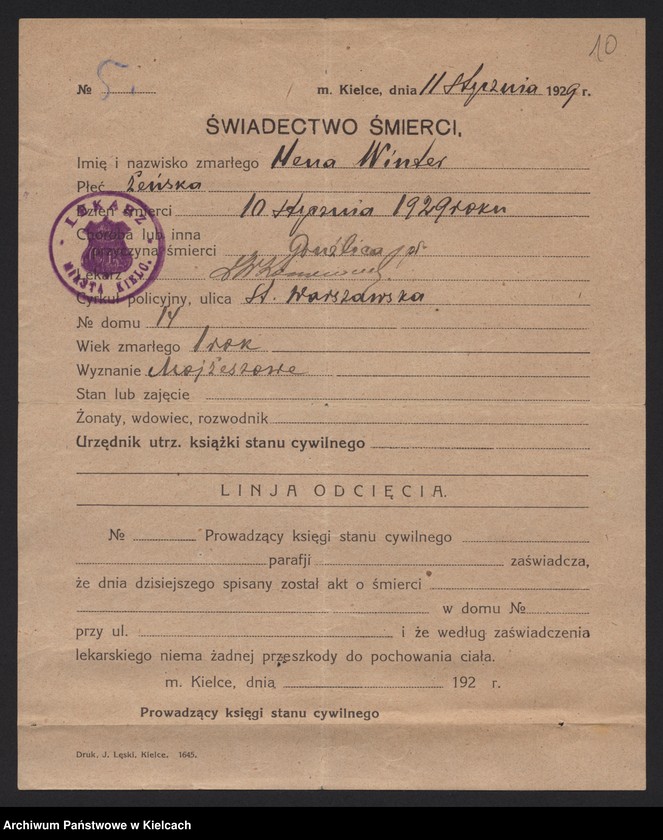 10
№ 5. m. Kielce, dnia 11 Stycznia 1929 r.
ŚWIADECTWO ŚMIERCI.
Imię i nazwisko zmarłego Hena Winter
Płeć żeńska
Dzień śmierci 10 Stycznia 1929 roku
Choroba lub inna
przyczyna śmierci
Lekarz
LEKARZ MIASTA KIELC.
Cyrkuł policyjny, ulica St. Warszawska
№ domu 14
Wiek zmarłego 1 rok
Wyznanie Mojżeszowe
Stan lub zajęcie
Żonaty, wdowiec, rozwodnik
Urzędnik utrz. książki stanu cywilnego
LINJA ODCIĘCIA.
№ Prowadzący księgi stanu cywilnego
parafji zaświadcza,
że dnia dzisiejszego spisany został akt o śmierci
w domu №
przy ul. i że według zaświadczenia
lekarskiego niema żadnej przeszkody do pochowania ciała.
m. Kielce, dnia 192 r.
Prowadzący księgi stanu cywilnego
Druk. J. Łęski. Kielce. 1645.
Archiwum Państwowe w Kielcach